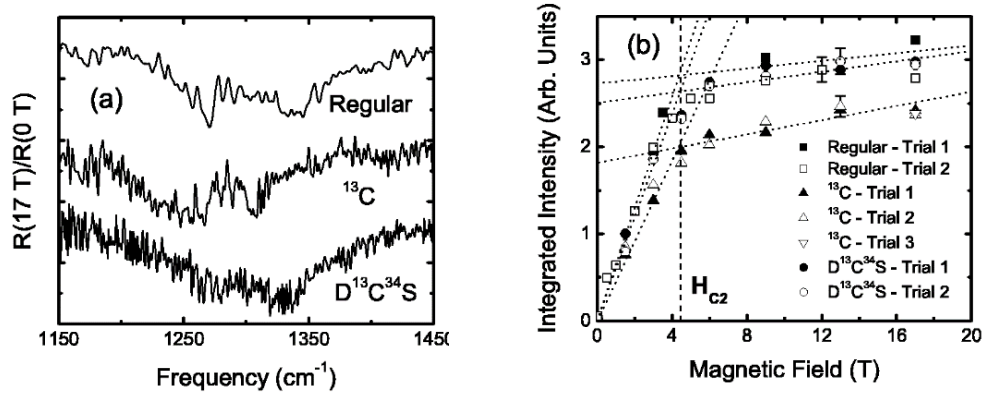 (a)
Regular
¹³C
D¹³C³⁴S
R(17 T)/R(0 T)
1150 1250 1350 1450
Frequency (cm⁻¹)
(b)
3
2
1
0
Integrated Intensity (Arb. Units)
Regular - Trial 1
Regular - Trial 2
¹³C - Trial 1
¹³C - Trial 2
¹³C - Trial 3
D¹³C³⁴S - Trial 1
D¹³C³⁴S - Trial 2
H_C2
0 4 8 12 16 20
Magnetic Field (T)